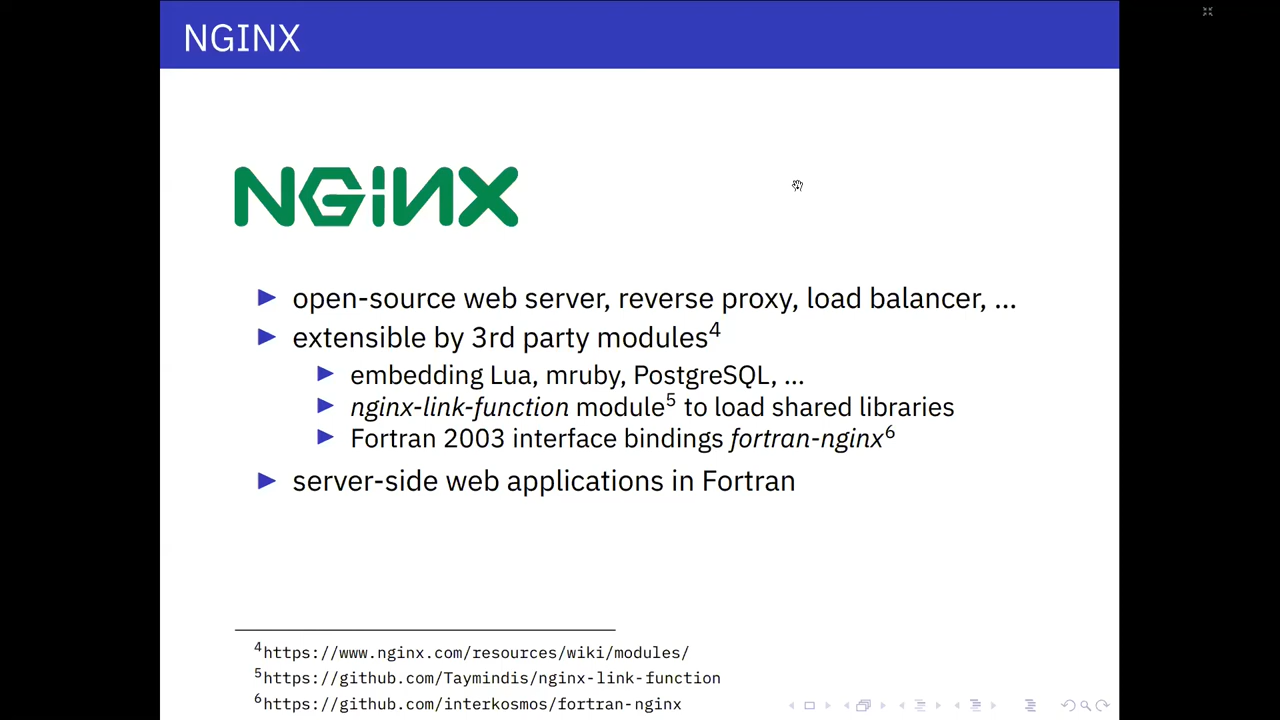 NGINX
NGiNX
▶ open-source web server, reverse proxy, load balancer, ...
▶ extensible by 3rd party modules⁴
▶ embedding Lua, mruby, PostgreSQL, ...
▶ nginx-link-function module⁵ to load shared libraries
▶ Fortran 2003 interface bindings fortran-nginx⁶
▶ server-side web applications in Fortran
⁴https://www.nginx.com/resources/wiki/modules/
⁵https://github.com/Taymindis/nginx-link-function
⁶https://github.com/interkosmos/fortran-nginx